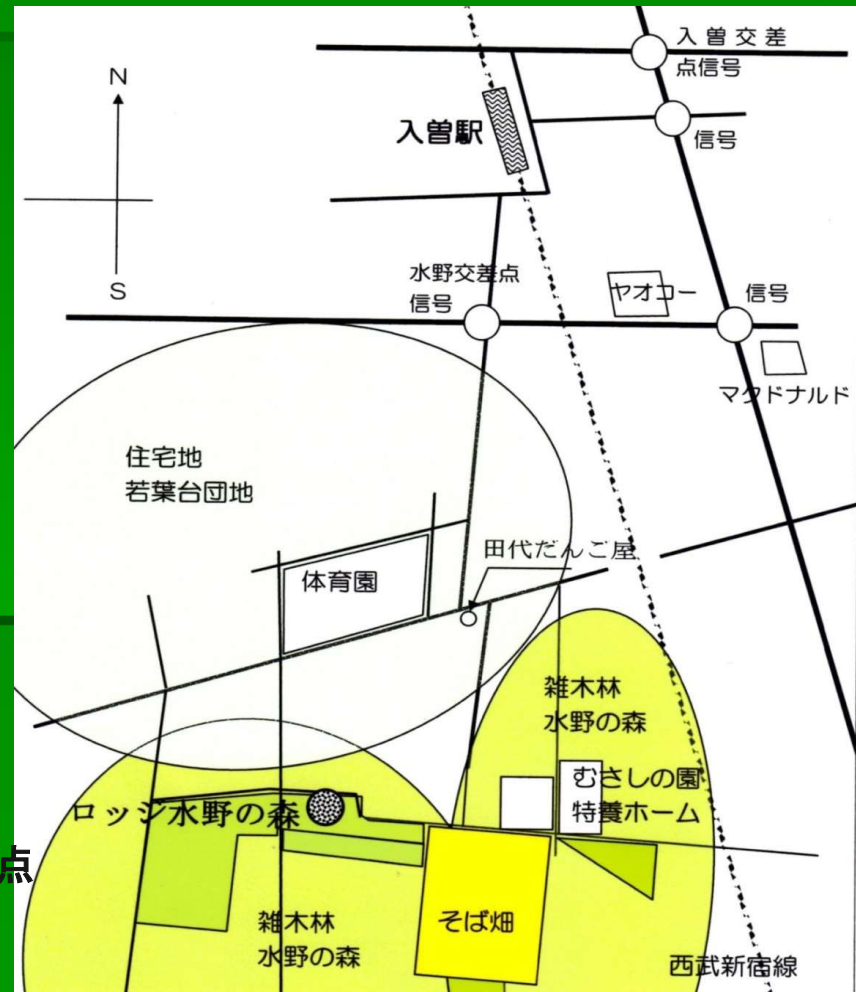 入曽交差
点信号
N
入曽駅
信号
水野交差点
信号
S
ヤオコー
信号
マクドナルド
住宅地
若葉台団地
田代だんご屋
体育園
雑木林
水野の森
むさしの園
特養ホーム
ロッジ水野の森
点
雑木林
水野の森
そば畑
西武新宿線